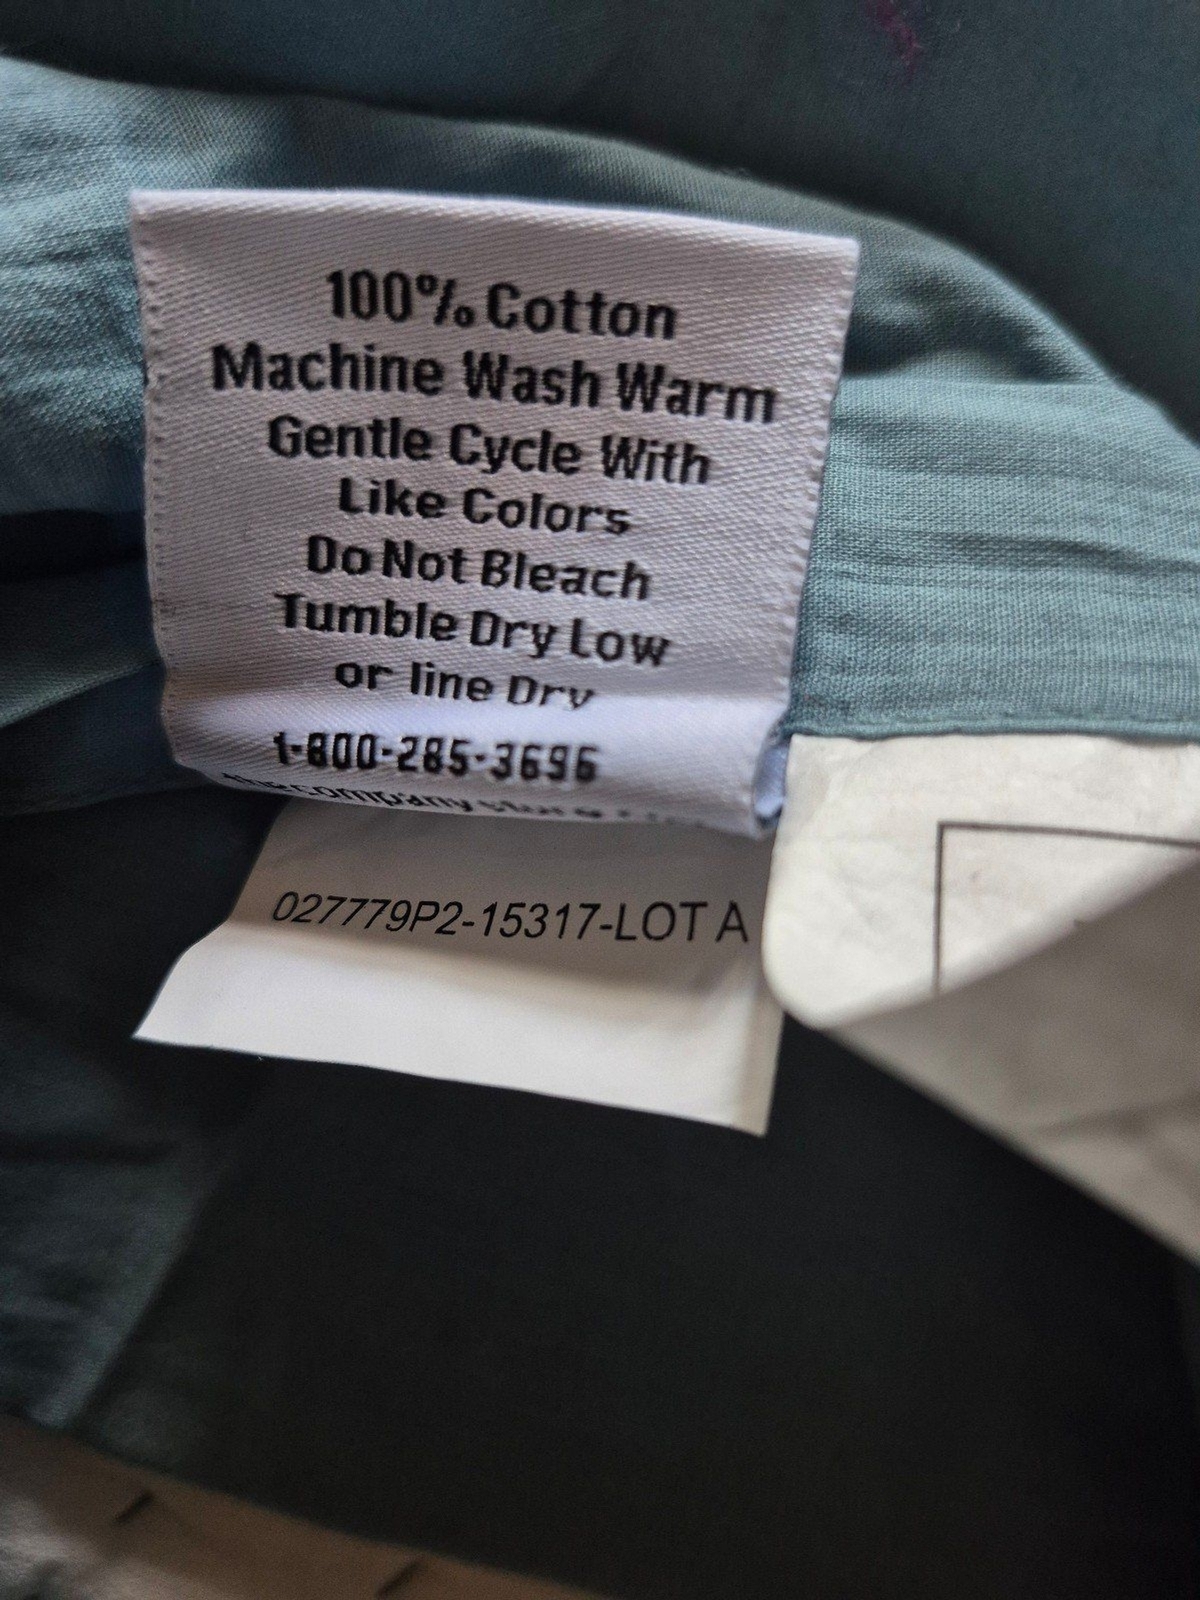 100% Cotton
Machine Wash Warm
Gentle Cycle With
Like Colors
Do Not Bleach
Tumble Dry Low
or line Dry
1-800-285-3696
thecompanystore
027779P2-15317-LOT A